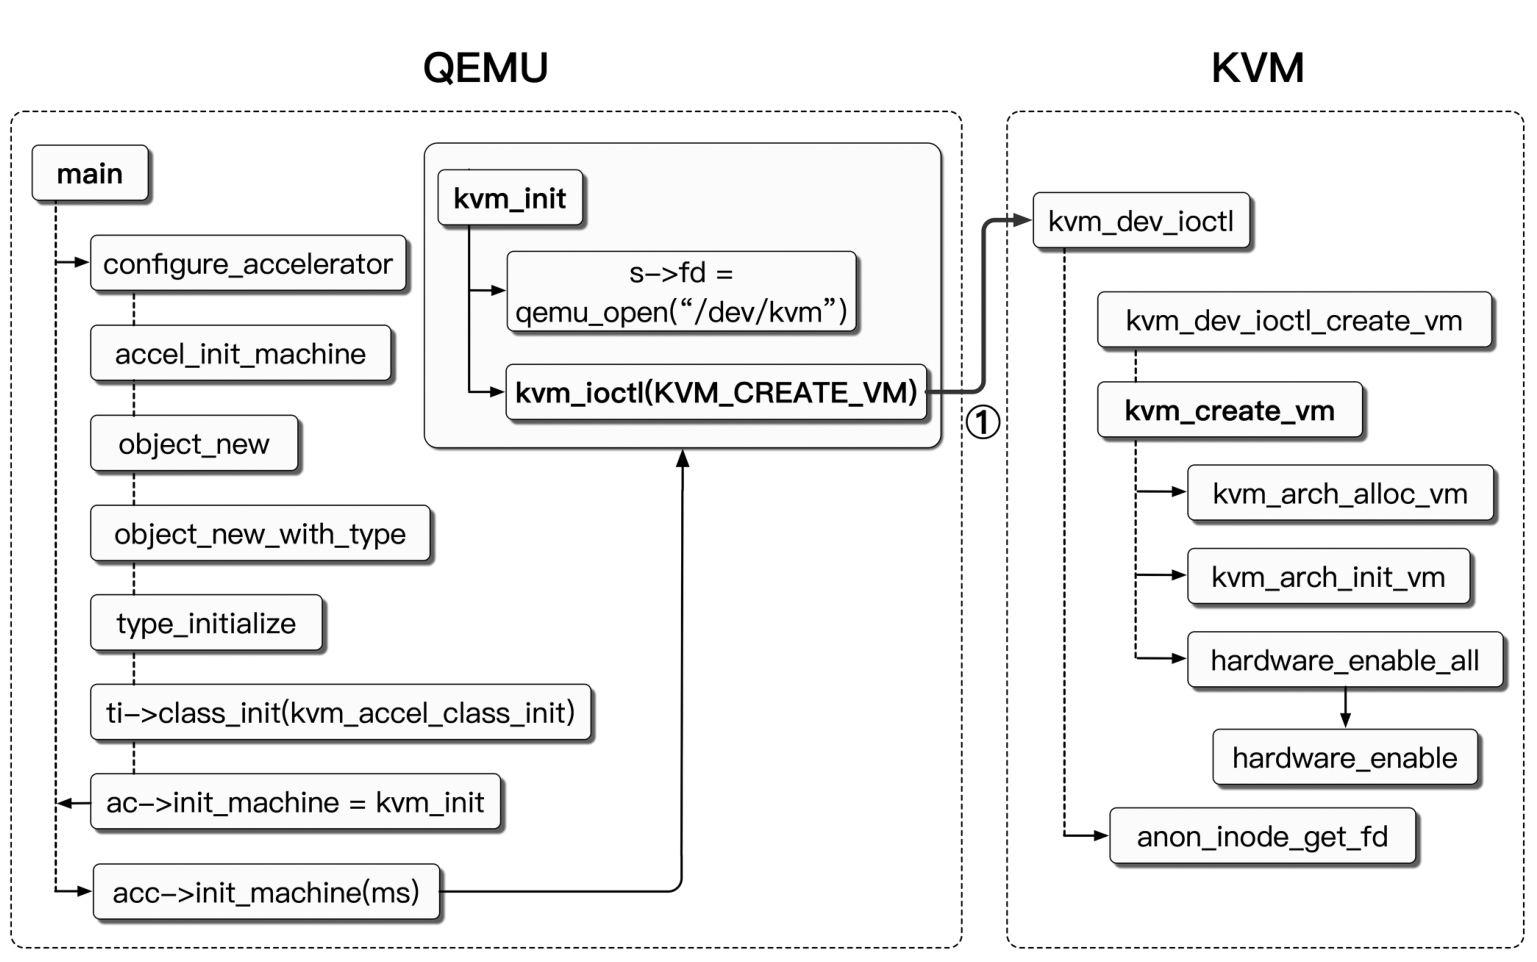 QEMU
main
configure_accelerator
accel_init_machine
object_new
object_new_with_type
type_initialize
ti->class_init(kvm_accel_class_init)
ac->init_machine = kvm_init
acc->init_machine(ms)
kvm_init
s->fd =
qemu_open(“/dev/kvm”)
kvm_ioctl(KVM_CREATE_VM)
①
KVM
kvm_dev_ioctl
kvm_dev_ioctl_create_vm
kvm_create_vm
kvm_arch_alloc_vm
kvm_arch_init_vm
hardware_enable_all
hardware_enable
anon_inode_get_fd